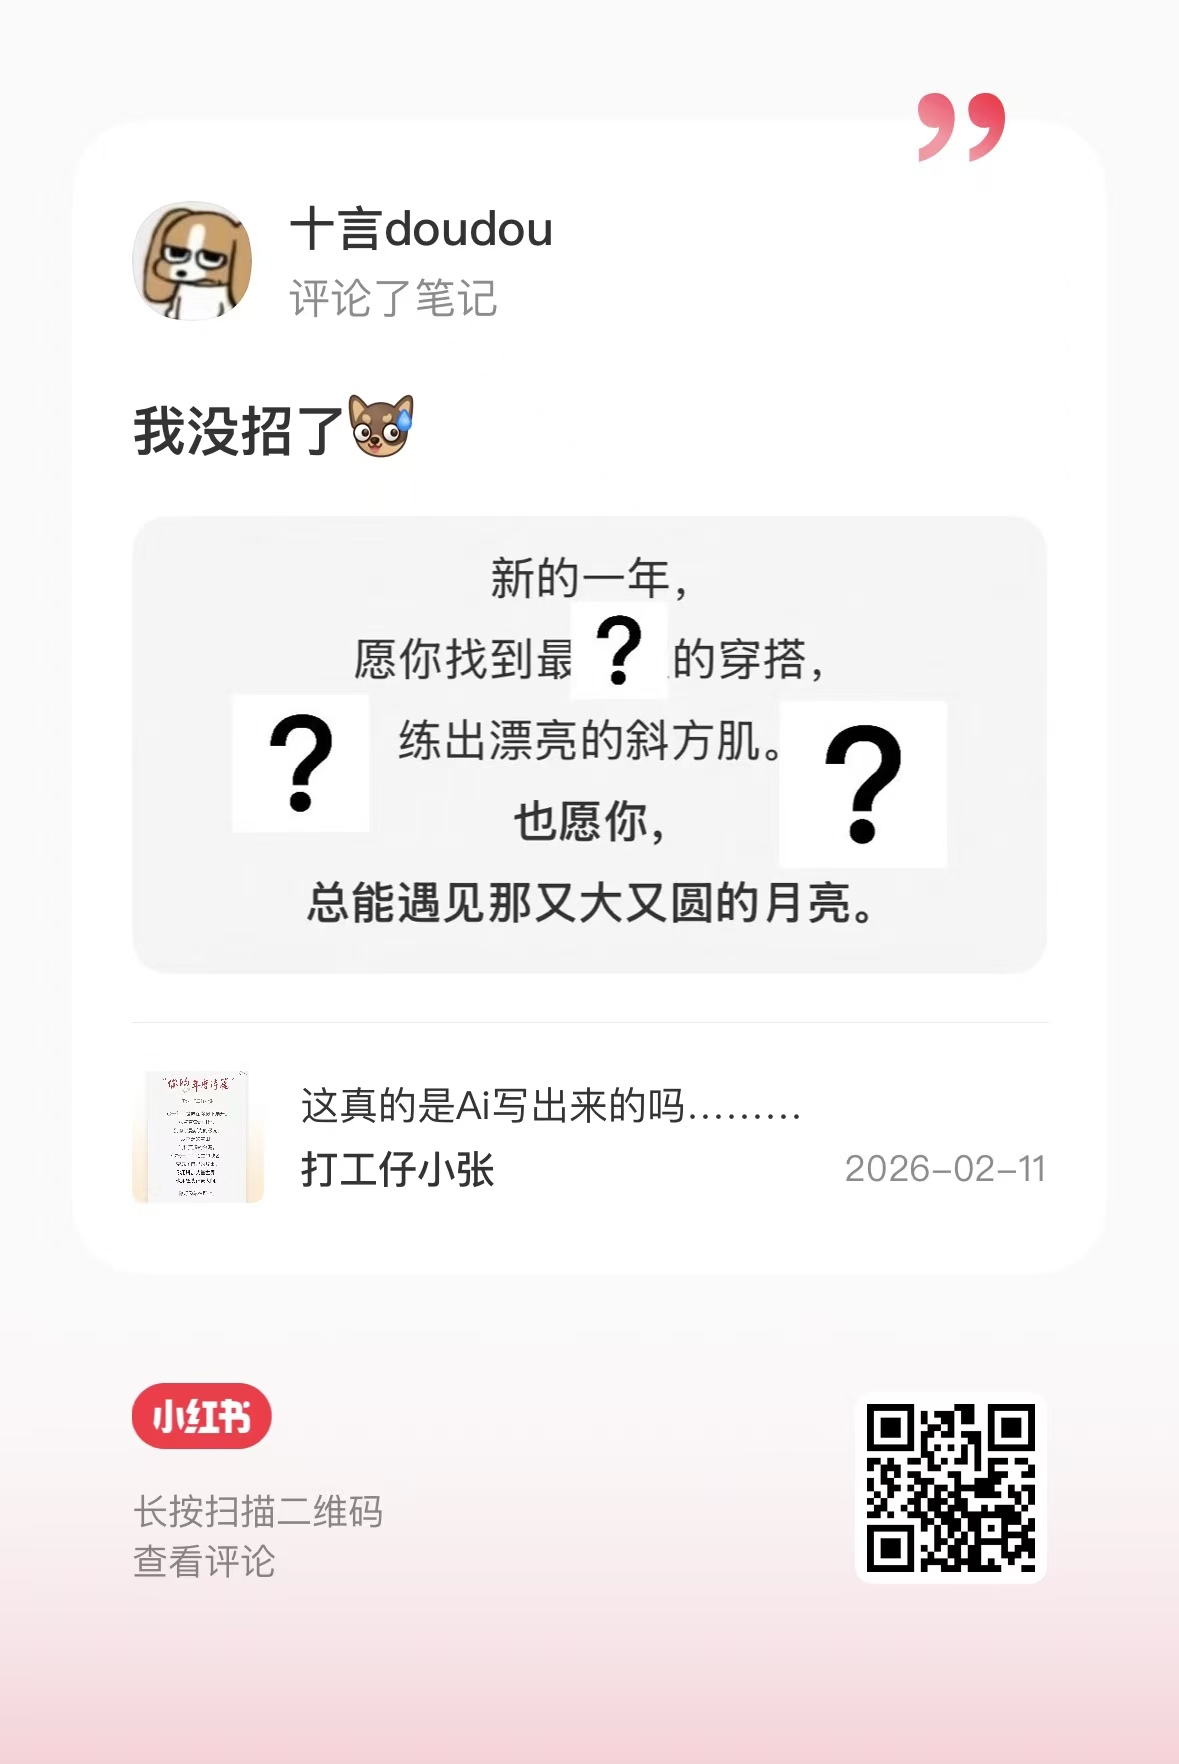 十言doudou
评论了笔记
我没招了
新的一年，
愿你找到最？的穿搭，
？
练出漂亮的斜方肌。
？
也愿你，
总能遇见那又大又圆的月亮。
这真的是Ai写出来的吗………
打工仔小张
2026-02-11
小红书
长按扫描二维码
查看评论